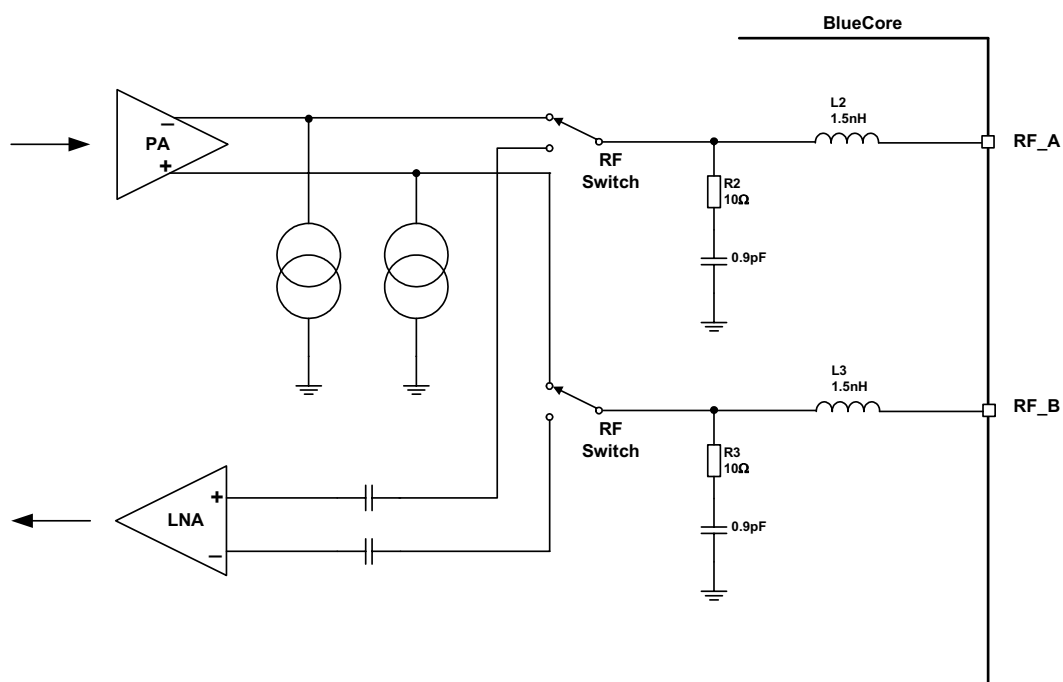 BlueCore
L2
1.5nH
PA
−
+
RF
Switch
RF_A
R2
10Ω
0.9pF
L3
1.5nH
RF
Switch
RF_B
R3
10Ω
0.9pF
LNA
+
−